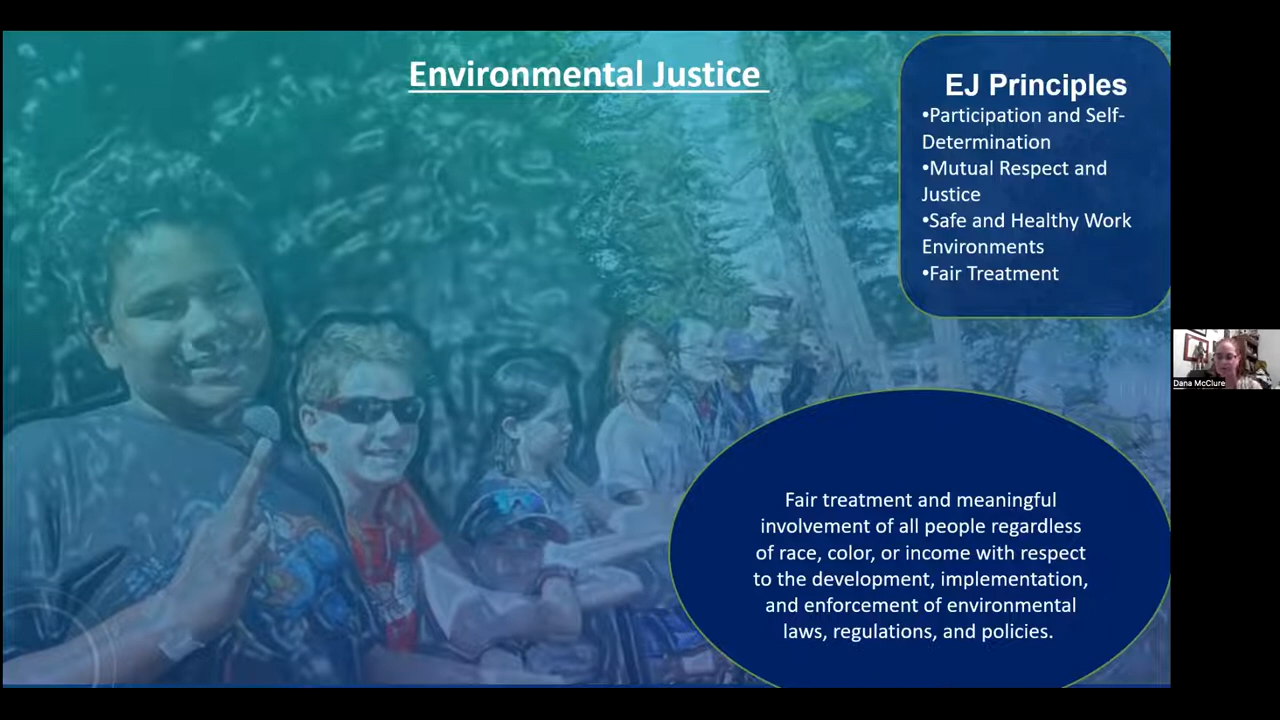 Environmental Justice
EJ Principles
•Participation and Self-
Determination
•Mutual Respect and
Justice
•Safe and Healthy Work
Environments
•Fair Treatment
Dana McClure
Fair treatment and meaningful
involvement of all people regardless
of race, color, or income with respect
to the development, implementation,
and enforcement of environmental
laws, regulations, and policies.